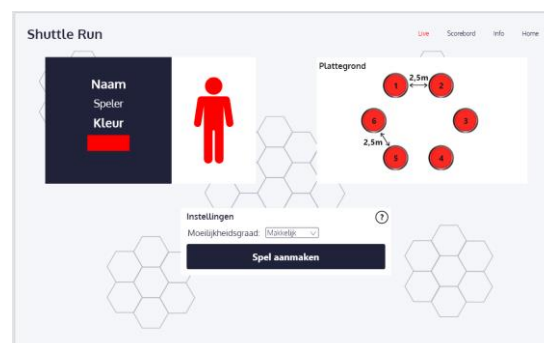 Shuttle Run
Live Scorebord Info Home
Naam
Speler
Kleur
Plattegrond
1 2,5m 2
6 3
2,5m
5 4
Instellingen ?
Moeilijkheidsgraad: Makkelijk
Spel aanmaken